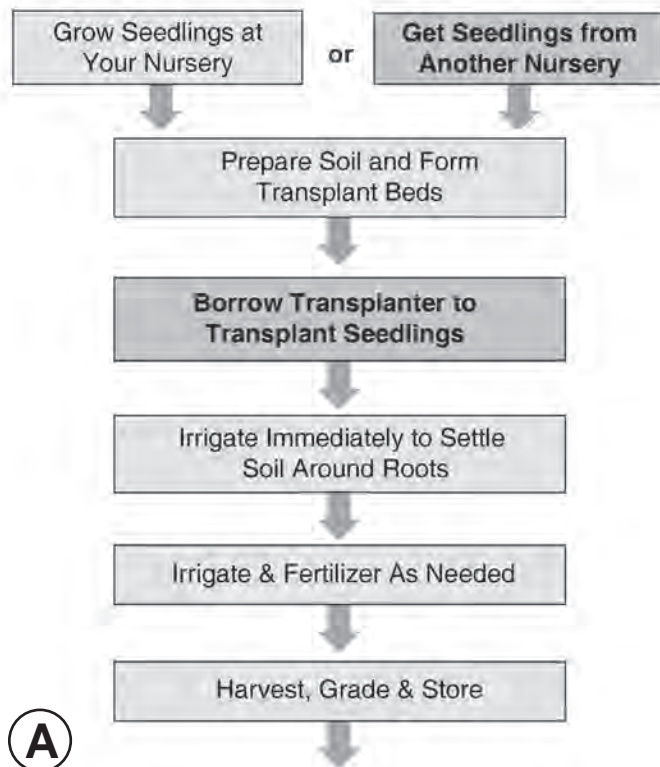 Grow Seedlings at
Your Nursery
or
Get Seedlings from
Another Nursery
Prepare Soil and Form
Transplant Beds
Borrow Transplanter to
Transplant Seedlings
Irrigate Immediately to Settle
Soil Around Roots
Irrigate & Fertilizer As Needed
Harvest, Grade & Store
A